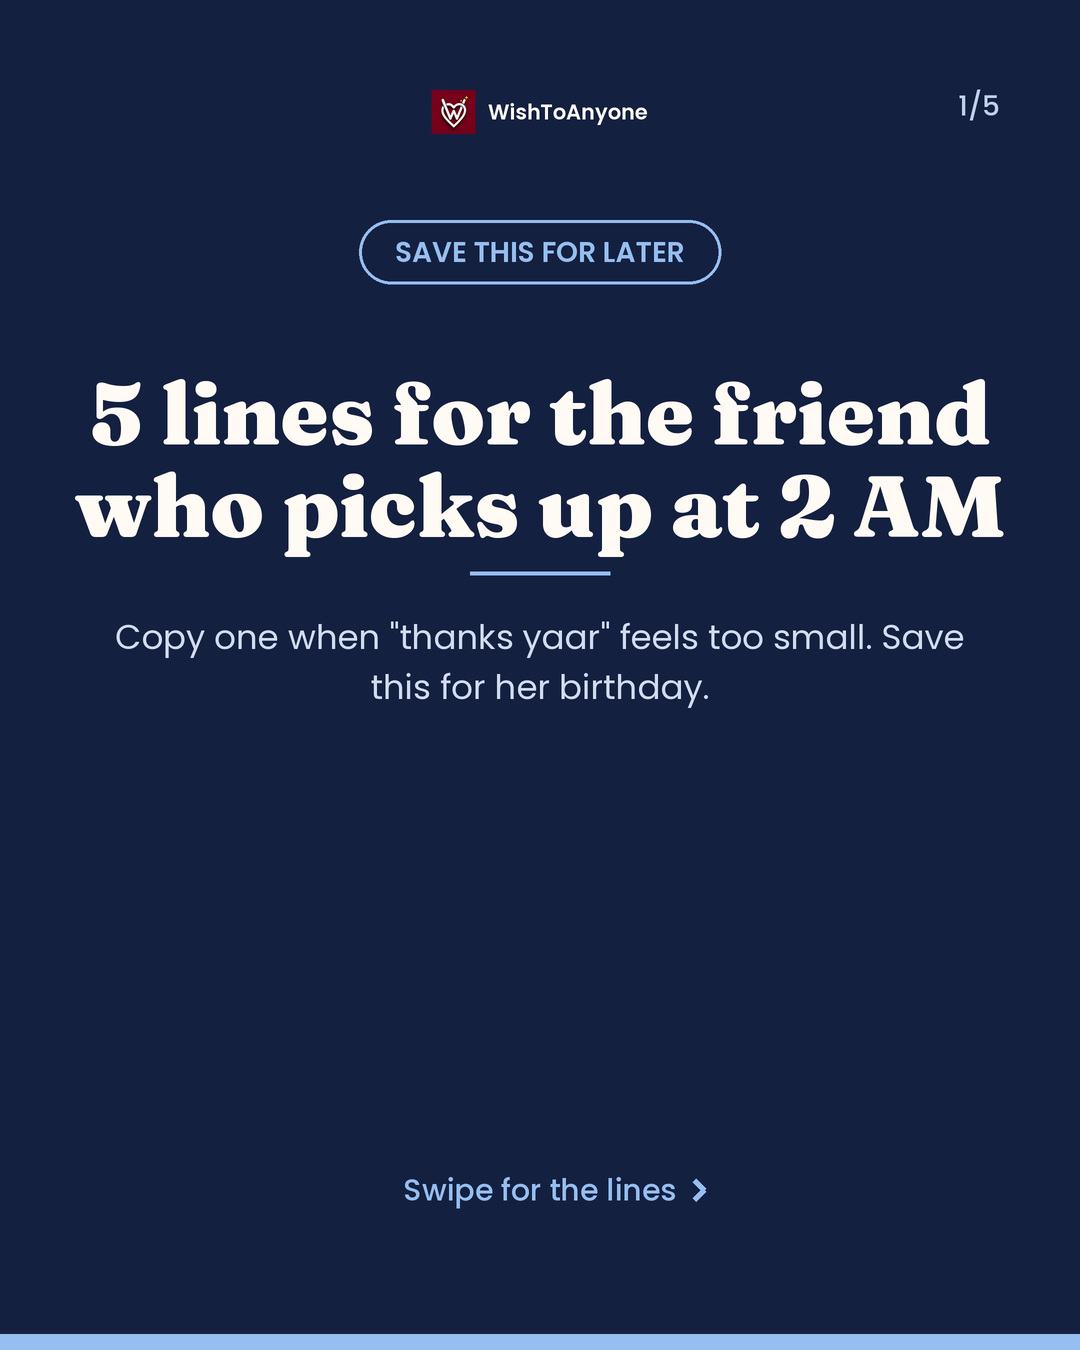 WishToAnyone
1/5
SAVE THIS FOR LATER
5 lines for the friend
who picks up at 2 AM
Copy one when "thanks yaar" feels too small. Save
this for her birthday.
Swipe for the lines